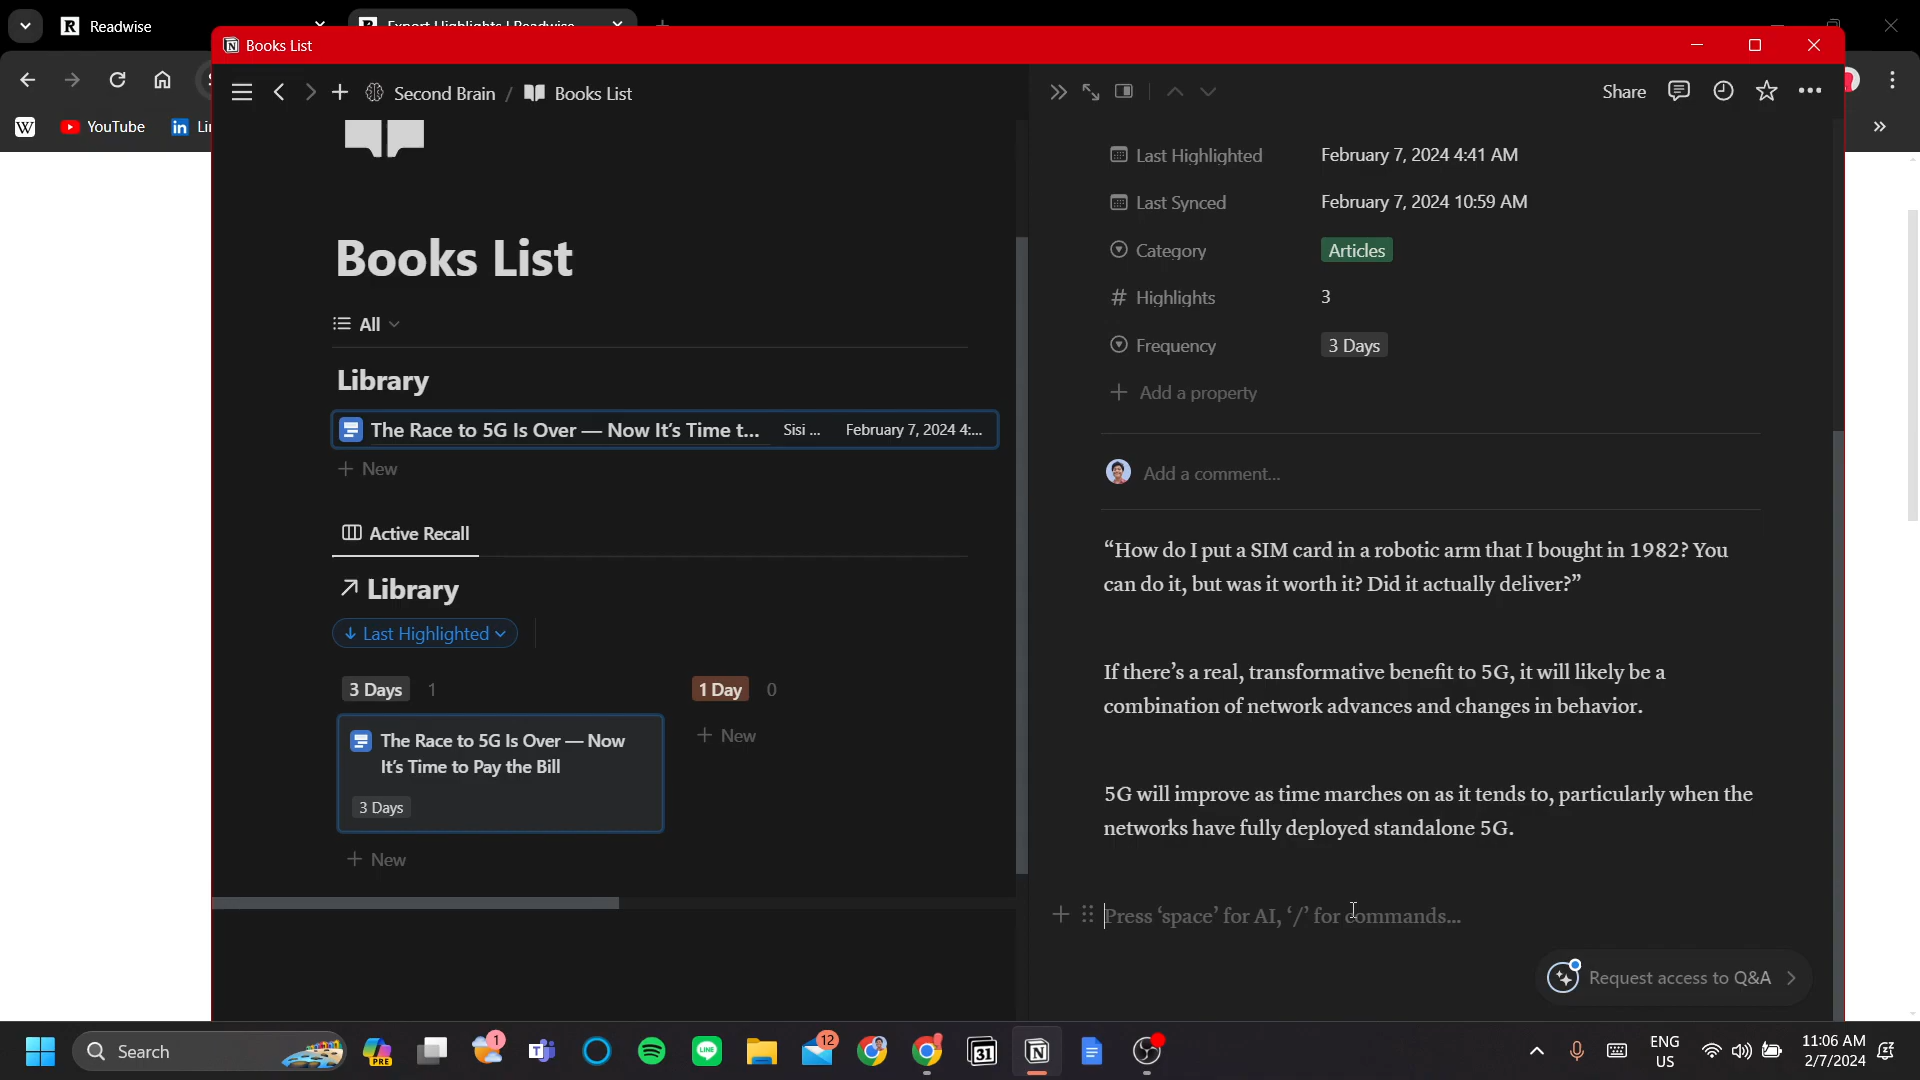 Readwise
Export Highlights | Readwise
Books List
YouTube
Second Brain / Books List
Share
Books List
All
Library
The Race to 5G Is Over — Now It’s Time t... Sisi ... February 7, 2024 4:...
New
Active Recall
Library
Last Highlighted
3 Days 1
1 Day 0
The Race to 5G Is Over — Now
It’s Time to Pay the Bill
3 Days
New
New
Last Highlighted February 7, 2024 4:41 AM
Last Synced February 7, 2024 10:59 AM
Category Articles
Highlights 3
Frequency 3 Days
Add a property
Add a comment...
“How do I put a SIM card in a robotic arm that I bought in 1982? You
can do it, but was it worth it? Did it actually deliver?”
If there’s a real, transformative benefit to 5G, it will likely be a
combination of network advances and changes in behavior.
5G will improve as time marches on as it tends to, particularly when the
networks have fully deployed standalone 5G.
Press ‘space’ for AI, ‘/’ for commands...
Request access to Q&A
Search
PRE
1
12
31
ENG
US
11:06 AM
2/7/2024